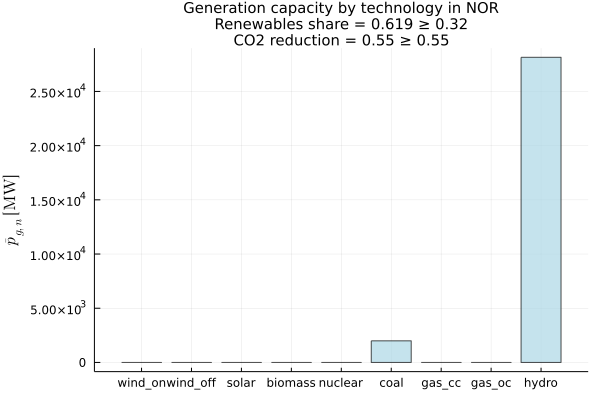 Generation capacity by technology in NOR
Renewables share = 0.619 ≥ 0.32
CO2 reduction = 0.55 ≥ 0.55
p̄g,n [MW]
2.50×10⁴
2.00×10⁴
1.50×10⁴
1.00×10⁴
5.00×10³
0
wind_on wind_off solar biomass nuclear coal gas_cc gas_oc hydro